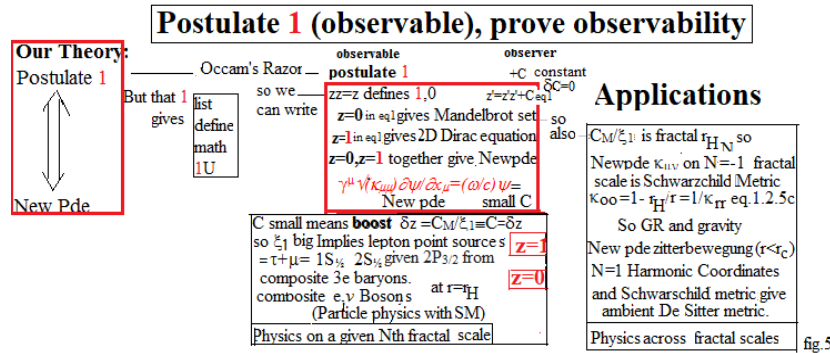 Postulate 1 (observable), prove observability
Our Theory:
Postulate 1
New Pde
Occam's Razor
But that 1
gives
list
define
math
1U
so we
can write
observable
postulate 1
observer
+C constant
δC=0
zz=z defines 1,0
z'=z'z'+C eq1
z=0 in eq1 gives Mandelbrot set
z=1 in eq1 gives 2D Dirac equation
z=0,z=1 together give Newpde
γ^μ √(κ_μμ) ∂ψ/∂x_μ=(ω/c) ψ=
New pde small C
so
also
C small means boost δz =C_M/ξ_1≡C=δz
so ξ_1 big Implies lepton point sources
=τ+μ= 1S_½ 2S_½ given 2P_3/2 from
composite 3e baryons.
composite e,v Bosons
at r=r_H
z=1
z=0
(Particle physics with SM)
Physics on a given Nth fractal scale
Applications
C_M/ξ_1 is fractal r_H_N so
Newpde κ_μν on N=-1 fractal
scale is Schwarzchild Metric
κ_oo=1- r_H/r =1/κ_rr eq.1.2.5c
So GR and gravity
New pde zitterbewegung (r<r_c)
N=1 Harmonic Coordinates
and Schwarschild metric give
ambient De Sitter metric.
Physics across fractal scales
fig.5